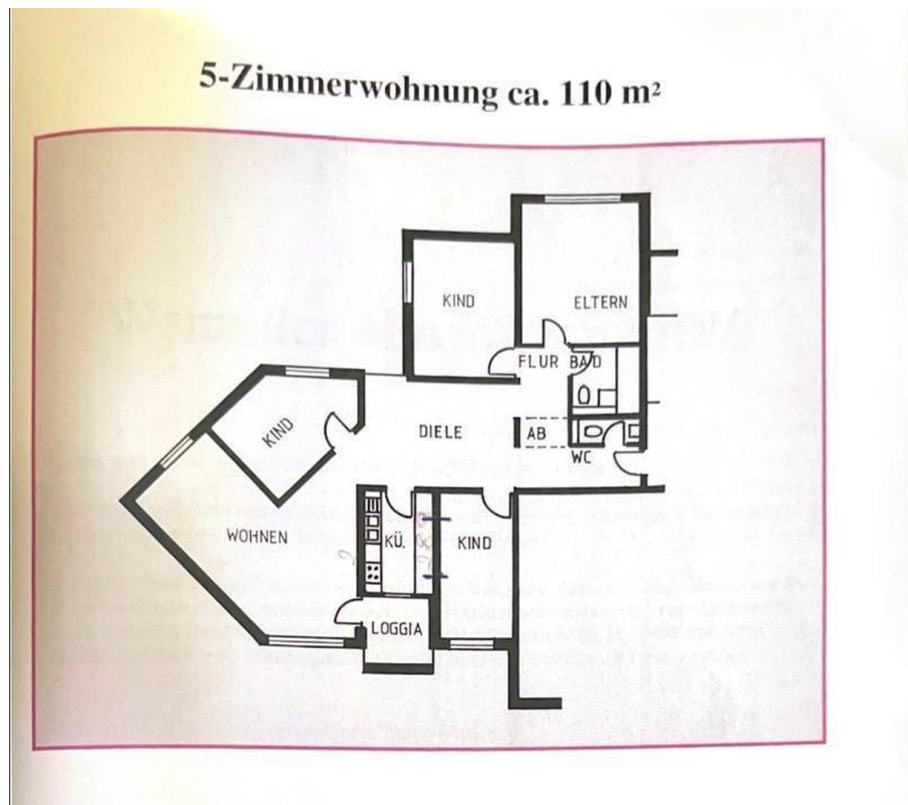 5-Zimmerwohnung ca. 110 m²
KIND
ELTERN
FLUR BAD
KIND
DIELE
AB
WC
WOHNEN
KÜ.
KIND
LOGGIA